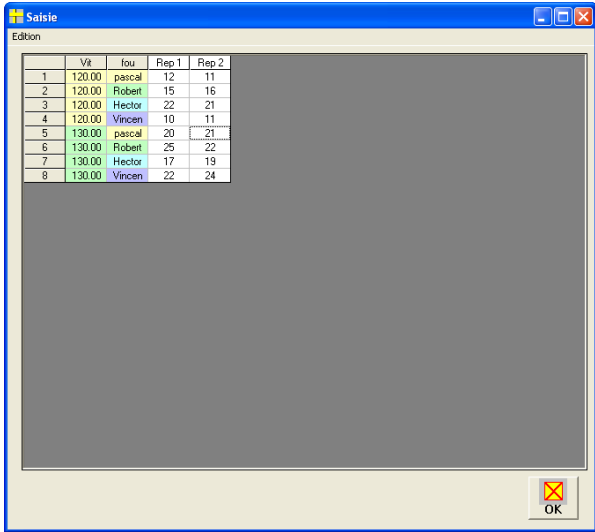 Saisie
Edition
Vit fou Rep 1 Rep 2
1 120.00 pascal 12 11
2 120.00 Robert 15 16
3 120.00 Hector 22 21
4 120.00 Vincen 10 11
5 130.00 pascal 20 21
6 130.00 Robert 25 22
7 130.00 Hector 17 19
8 130.00 Vincen 22 24
OK